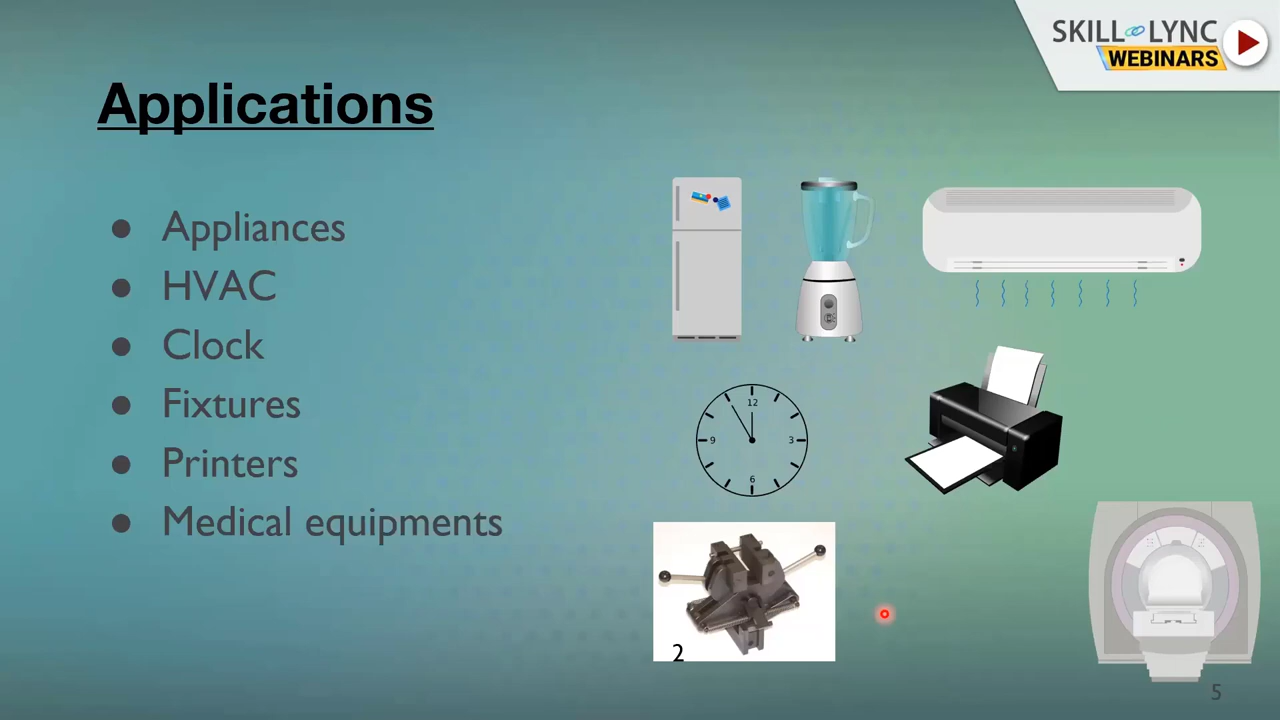 SKILL LYNC
WEBINARS
Applications
● Appliances
● HVAC
● Clock
● Fixtures
● Printers
● Medical equipments
12
9
3
6
2
5